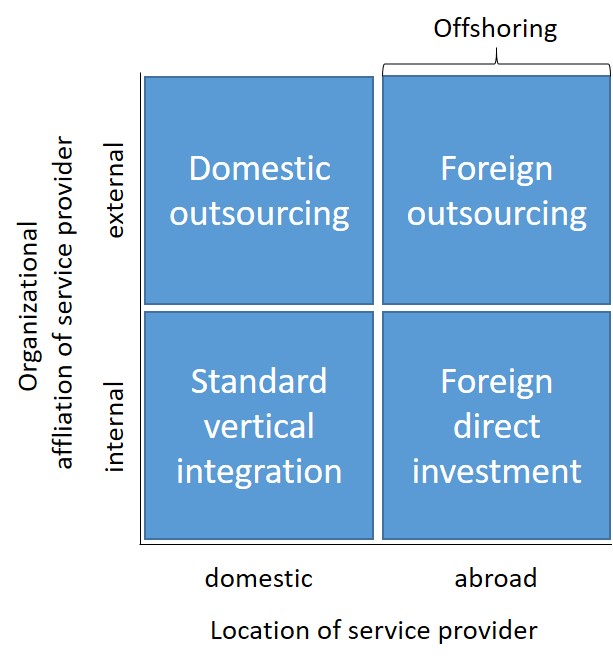 Offshoring
Organizational
affliation of service provider
external
internal
Domestic
outsourcing
Foreign
outsourcing
Standard
vertical
integration
Foreign
direct
investment
domestic
abroad
Location of service provider